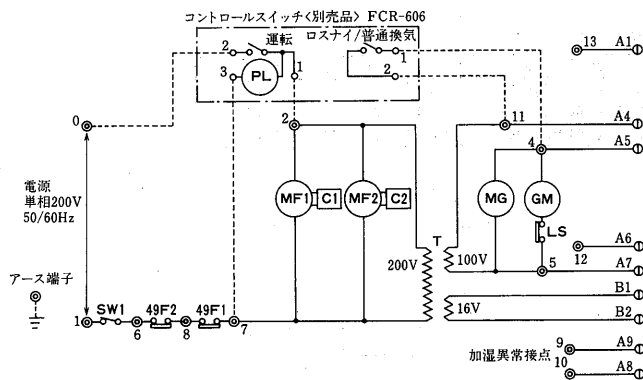 コントロールスイッチ〈別売品〉 FCR-606
運転
ロスナイ/普通換気
2
3
PL
1
1
2
13
A1
0
2
11
A4
4
A5
電源
単相200V
50/60Hz
MF1
C1
MF2
C2
MG
GM
LS
T
200V
100V
12
A6
5
A7
アース端子
16V
B1
B2
SW1
49F2
49F1
1
6
8
7
加湿異常接点
9
A9
10
A8